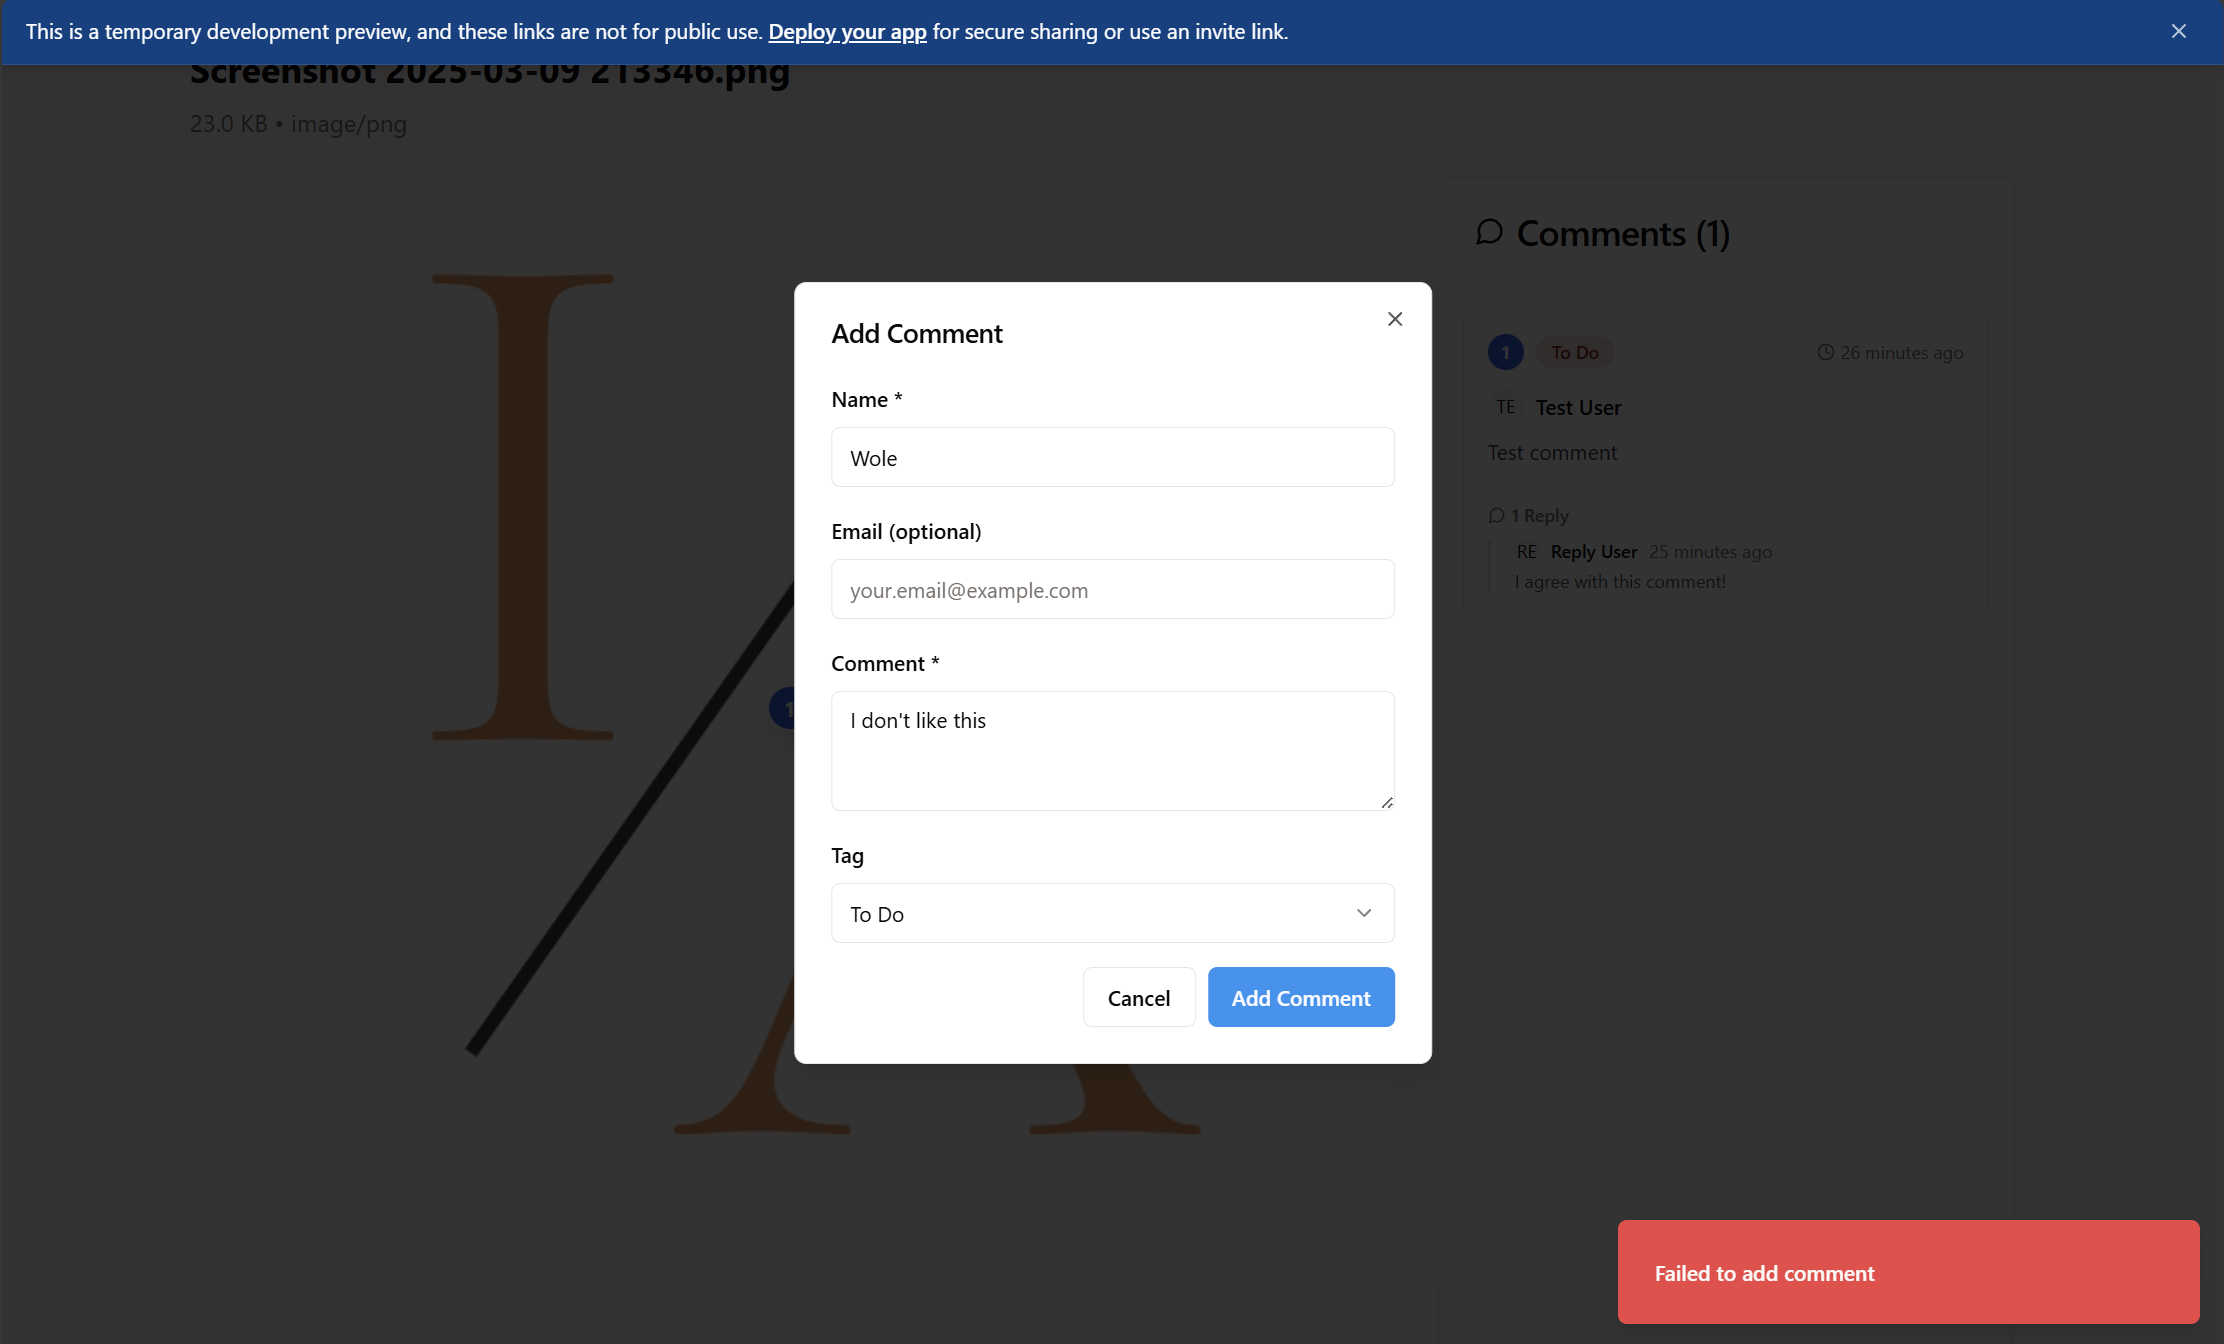 This is a temporary development preview, and these links are not for public use. Deploy your app for secure sharing or use an invite link.
Screenshot 2025-03-09 213346.png
23.0 KB • image/png
Comments (1)
1 To Do 26 minutes ago
TE Test User
Test comment
1 Reply
RE Reply User 25 minutes ago
I agree with this comment!
I
A
1
Add Comment
Name *
Wole
Email (optional)
your.email@example.com
Comment *
I don't like this
Tag
To Do
Cancel
Add Comment
Failed to add comment